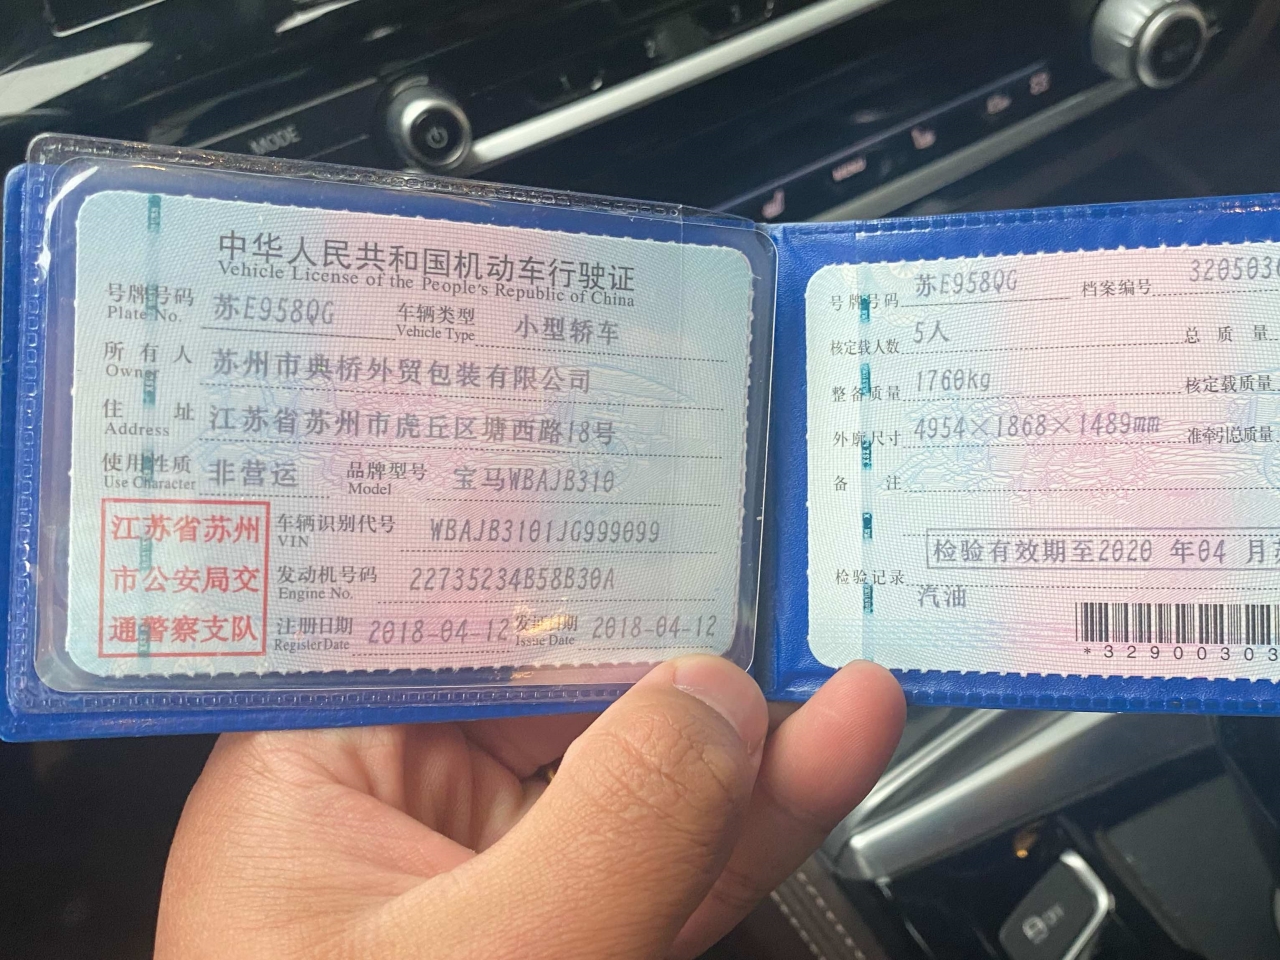 MODE
MENU
中华人民共和国机动车行驶证
Vehicle License of the People's Republic of China
号牌号码 苏E958QG 车辆类型 小型轿车
Plate No. Vehicle Type
所有人 苏州市典桥外贸包装有限公司
Owner
住址 江苏省苏州市虎丘区塘西路18号
Address
使用性质 非营运 品牌型号 宝马WBAJB310
Use Character Model
江苏省苏州
市公安局交
通警察支队
车辆识别代号 WBAJB3101JG999099
VIN
发动机号码 22735234B58B30A
Engine No.
注册日期 2018-04-12 发证日期 2018-04-12
Register Date Issue Date
号牌号码 苏E958QG 档案编号 320503
核定载人数 5人 总质量
整备质量 1760kg 核定载质量
外廓尺寸 4954×1868×1489mm 准牵引总质量
备注
检验有效期至2020 年04 月
检验记录
汽油
*32900303